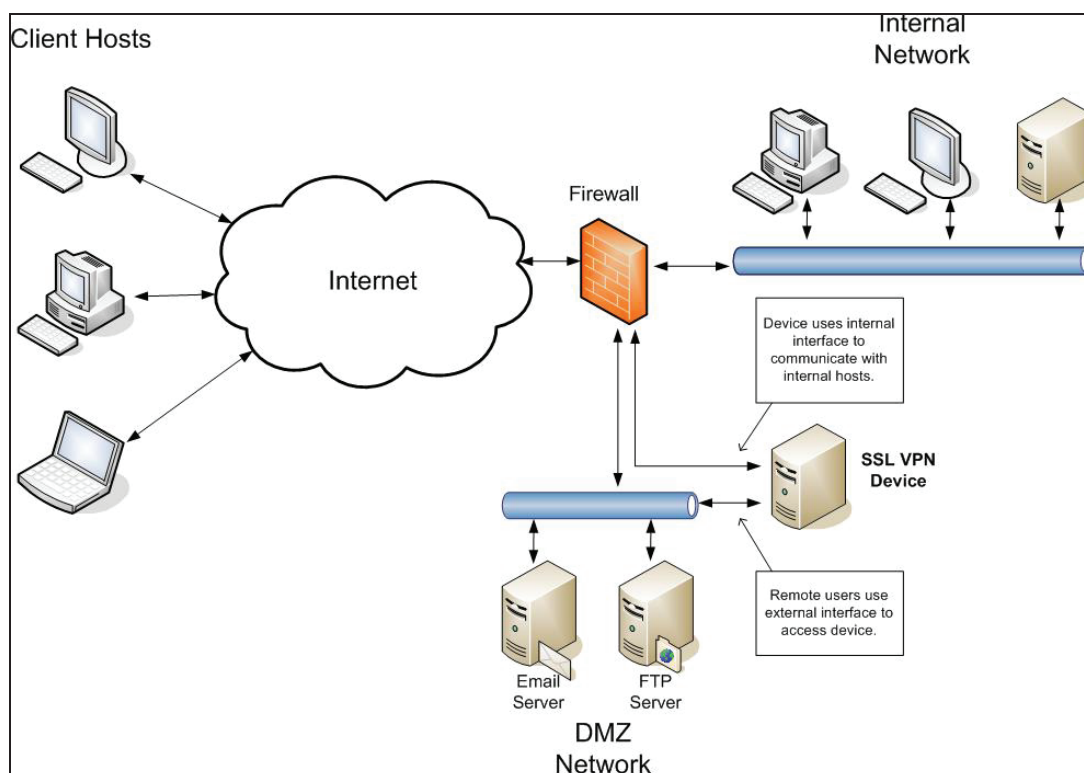 Client Hosts
Internal
Network
Firewall
Internet
Device uses internal
interface to
communicate with
internal hosts.
SSL VPN
Device
Remote users use
external interface to
access device.
Email
Server
FTP
Server
DMZ
Network